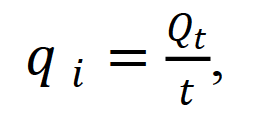 q i = Qt / t,